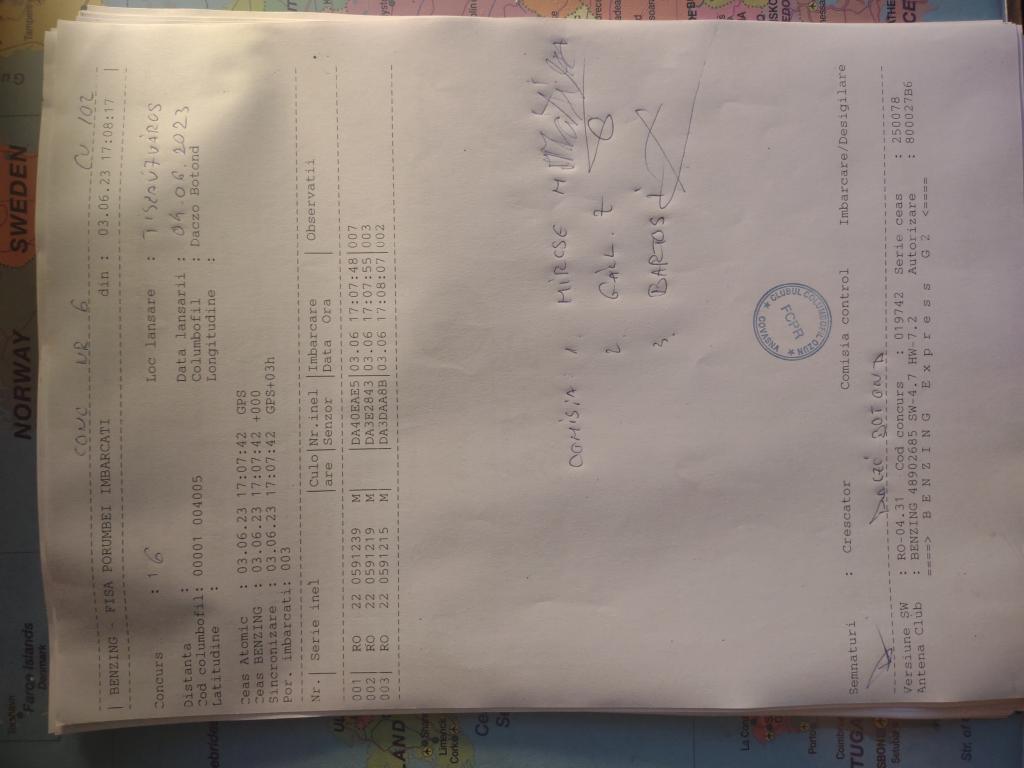 CONC NR 6 CU 102
| BENZING - FISA PORUMBEI IMBARCATI din : 03.06.23 17:08:17 |
Concurs : 16 Loc lansare : TISAUJVAROS
Distanta : Data lansarii : 04.06.2023
Cod columbofil: 00001 004005 Columbofil : Daczo Botond
Latitudine : Longitudine :
Ceas Atomic : 03.06.23 17:07:42 GPS
Ceas BENZING : 03.06.23 17:07:42 +000
Sincronizare : 03.06.23 17:07:42 GPS+03h
Por. imbarcati: 003
Nr | Serie inel |Culo|Nr.inel |Imbarcare | Observatii
| |are |Senzor |Data Ora |
001| RO 22 0591239 M |DA40EAE5|03.06 17:07:48|007
002| RO 22 0591219 M |DA3E2843|03.06 17:07:55|003
003| RO 22 0591215 M |DA3DAA8B|03.06 17:08:07|002
COMISIA: 1. MIRCSE M
2. GÁL. t
3. BARTOS i
CLUBUL COLUMBOFIL OZUN * COVASNA *
FCPR
Semnaturi : Crescator Comisia control Imbarcare/Desigilare
Daczó BOTOND
Versiune SW : RO-04.31 Cod concurs : 019742 Serie ceas : 250078
Antena Club : BENZING 48902685 SW-4.7 HW-7.2 Autorizare : 800027B6
====> B E N Z I N G E x p r e s s G 2 <====
SWEDEN
NORWAY
Faroe Islands
Denmark
Limerick
Cork